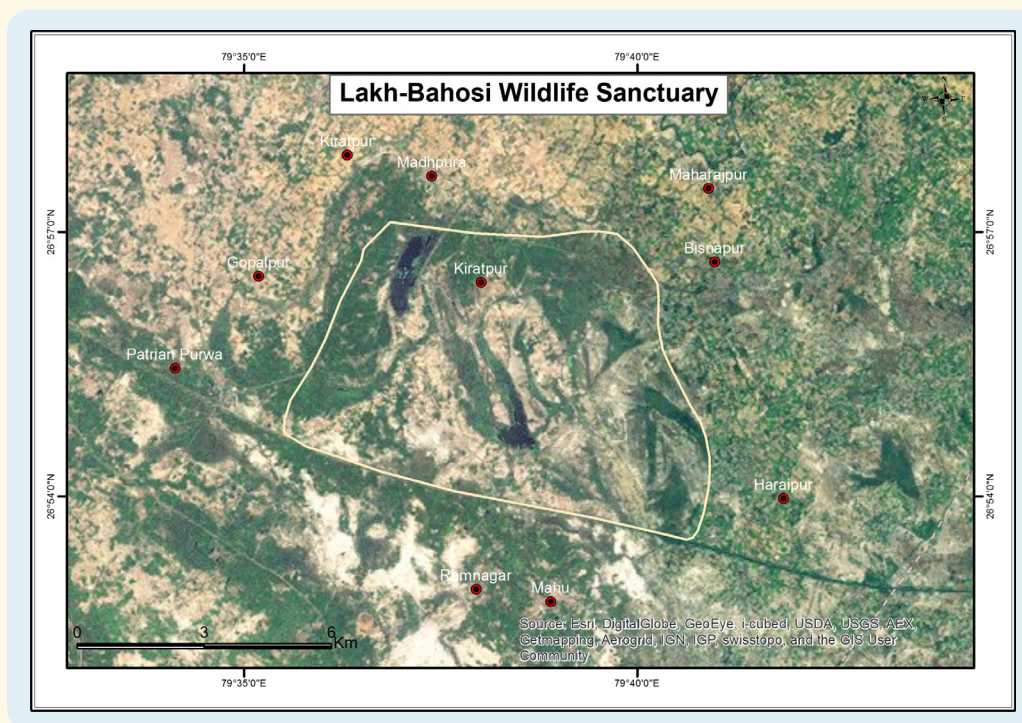 79°35'0"E
79°40'0"E
Lakh-Bahosi Wildlife Sanctuary
W E
S
Kiratpur
Madhpura
Maharajpur
26°57'0"N
26°57'0"N
Bisnapur
Gopalpur
Kiratpur
Patrian Purwa
Haraipur
26°54'0"N
26°54'0"N
Ramnagar
Mahu
Source: Esri, DigitalGlobe, GeoEye, i-cubed, USDA, USGS, AEX,
Getmapping, Aerogrid, IGN, IGP, swisstopo, and the GIS User
Community
0 3 6
Km
79°35'0"E
79°40'0"E